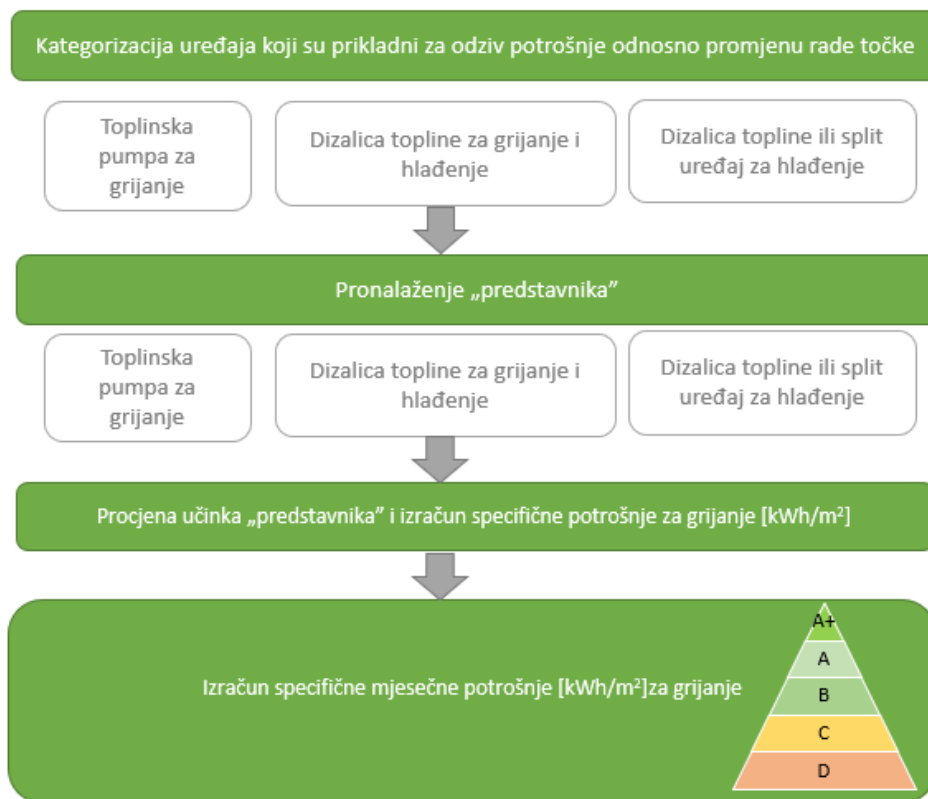 Kategorizacija uređaja koji su prikladni za odziv potrošnje odnosno promjenu rade točke
Toplinska
pumpa za
grijanje
Dizalica topline za grijanje i
hlađenje
Dizalica topline ili split
uređaj za hlađenje
Pronalaženje „predstavnika”
Toplinska
pumpa za
grijanje
Dizalica topline za grijanje i
hlađenje
Dizalica topline ili split
uređaj za hlađenje
Procjena učinka „predstavnika” i izračun specifične potrošnje za grijanje [kWh/m²]
Izračun specifične mjesečne potrošnje [kWh/m²]za grijanje
A+
A
B
C
D